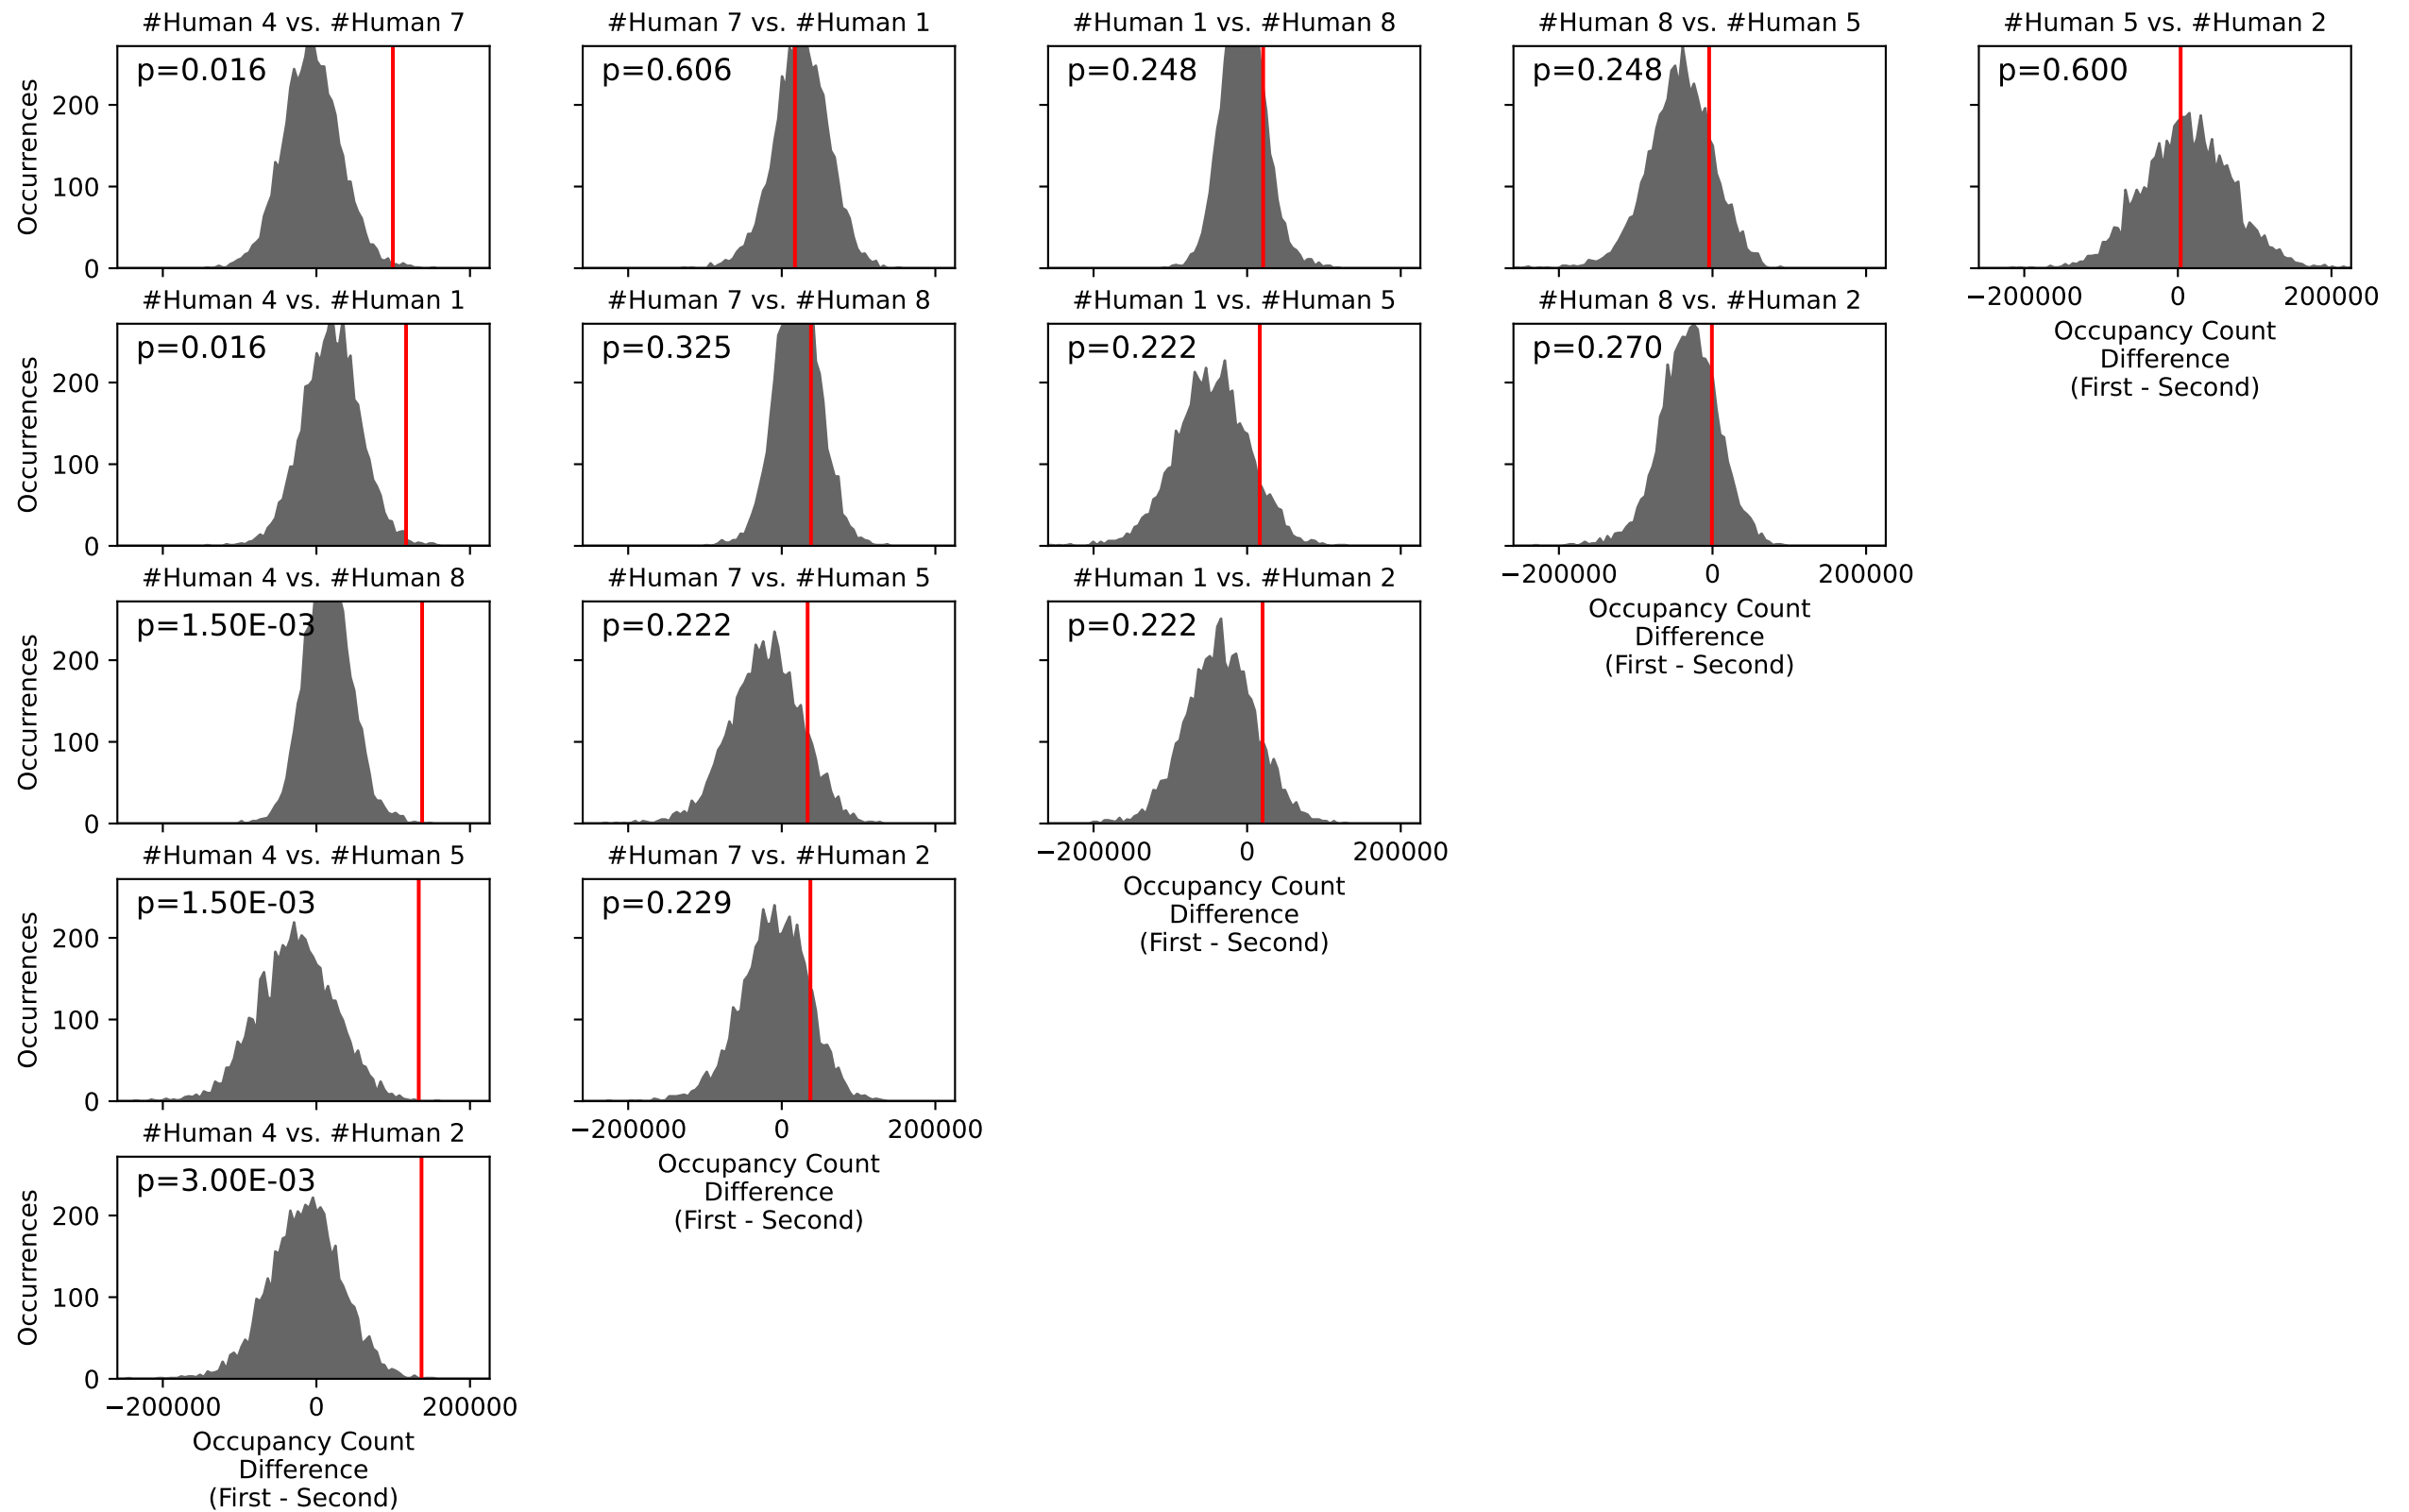 #Human 4 vs. #Human 7
#Human 7 vs. #Human 1
#Human 1 vs. #Human 8
#Human 8 vs. #Human 5
#Human 5 vs. #Human 2
p=0.016
p=0.606
p=0.248
p=0.248
p=0.600
Occurrences
200
100
0
−200000
0
200000
Occupancy Count
Difference
(First - Second)
#Human 4 vs. #Human 1
#Human 7 vs. #Human 8
#Human 1 vs. #Human 5
#Human 8 vs. #Human 2
p=0.016
p=0.325
p=0.222
p=0.270
Occurrences
200
100
0
−200000
0
200000
Occupancy Count
Difference
(First - Second)
#Human 4 vs. #Human 8
#Human 7 vs. #Human 5
#Human 1 vs. #Human 2
p=1.50E-03
p=0.222
p=0.222
Occurrences
200
100
0
−200000
0
200000
Occupancy Count
Difference
(First - Second)
#Human 4 vs. #Human 5
#Human 7 vs. #Human 2
p=1.50E-03
p=0.229
Occurrences
200
100
0
−200000
0
200000
Occupancy Count
Difference
(First - Second)
#Human 4 vs. #Human 2
p=3.00E-03
Occurrences
200
100
0
−200000
0
200000
Occupancy Count
Difference
(First - Second)